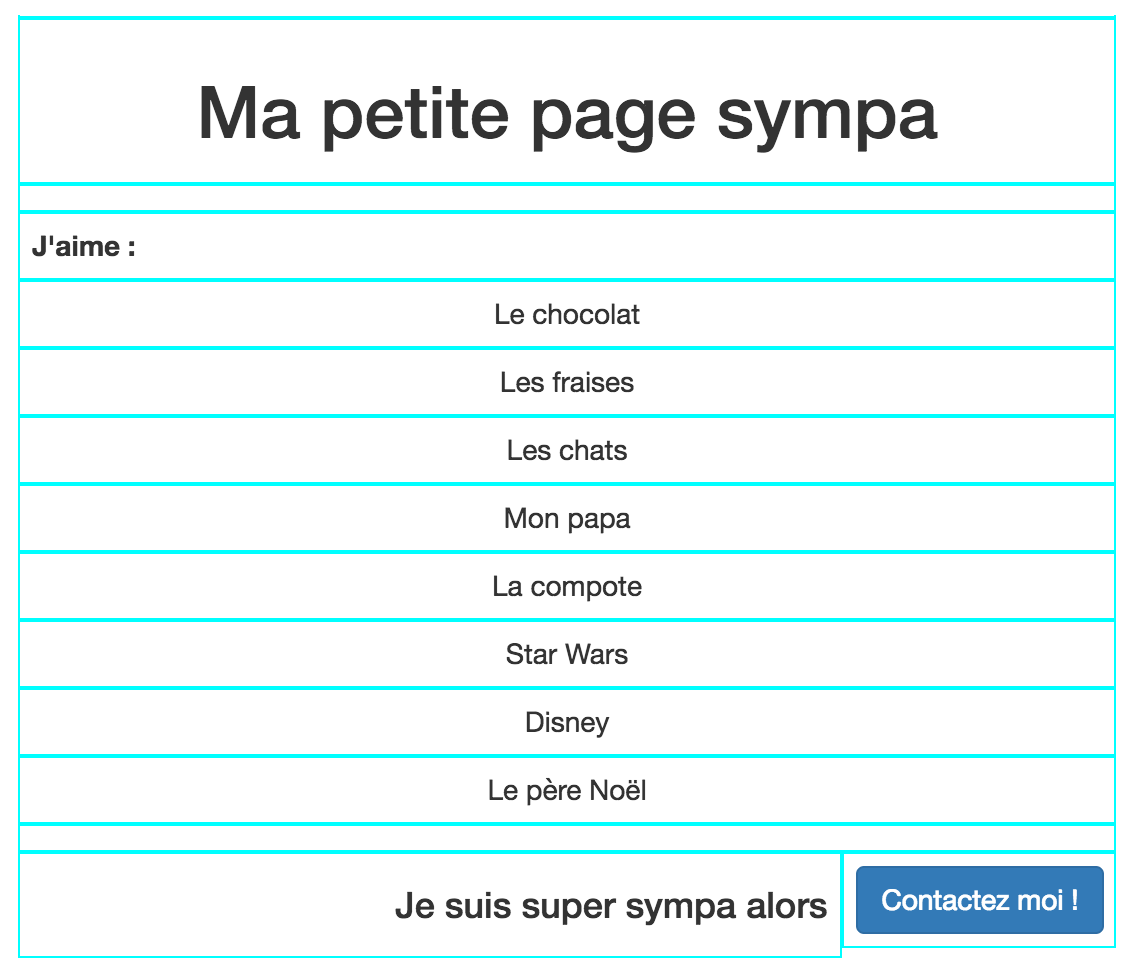 Ma petite page sympa
J'aime :
Le chocolat
Les fraises
Les chats
Mon papa
La compote
Star Wars
Disney
Le père Noël
Je suis super sympa alors
Contactez moi !